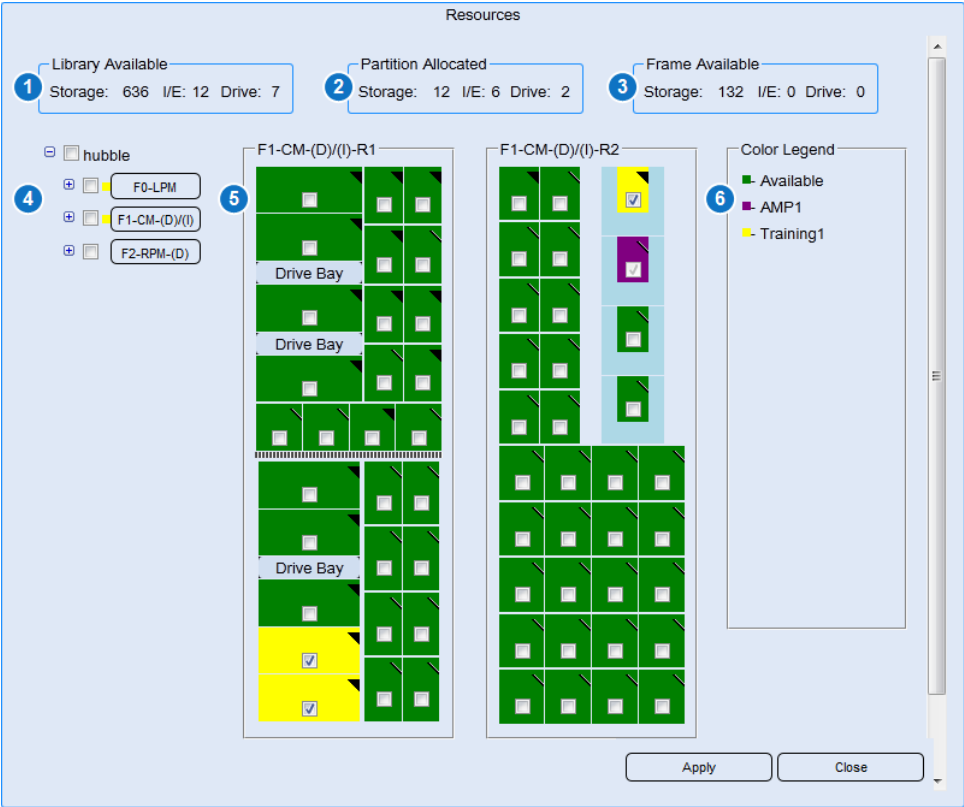 Resources
Library Available
1 Storage: 636 I/E: 12 Drive: 7
Partition Allocated
2 Storage: 12 I/E: 6 Drive: 2
Frame Available
3 Storage: 132 I/E: 0 Drive: 0
4
hubble
F0-LPM
F1-CM-(D)/(I)
F2-RPM-(D)
5
F1-CM-(D)/(I)-R1
Drive Bay
Drive Bay
Drive Bay
F1-CM-(D)/(I)-R2
6
Color Legend
- Available
- AMP1
- Training1
Apply
Close